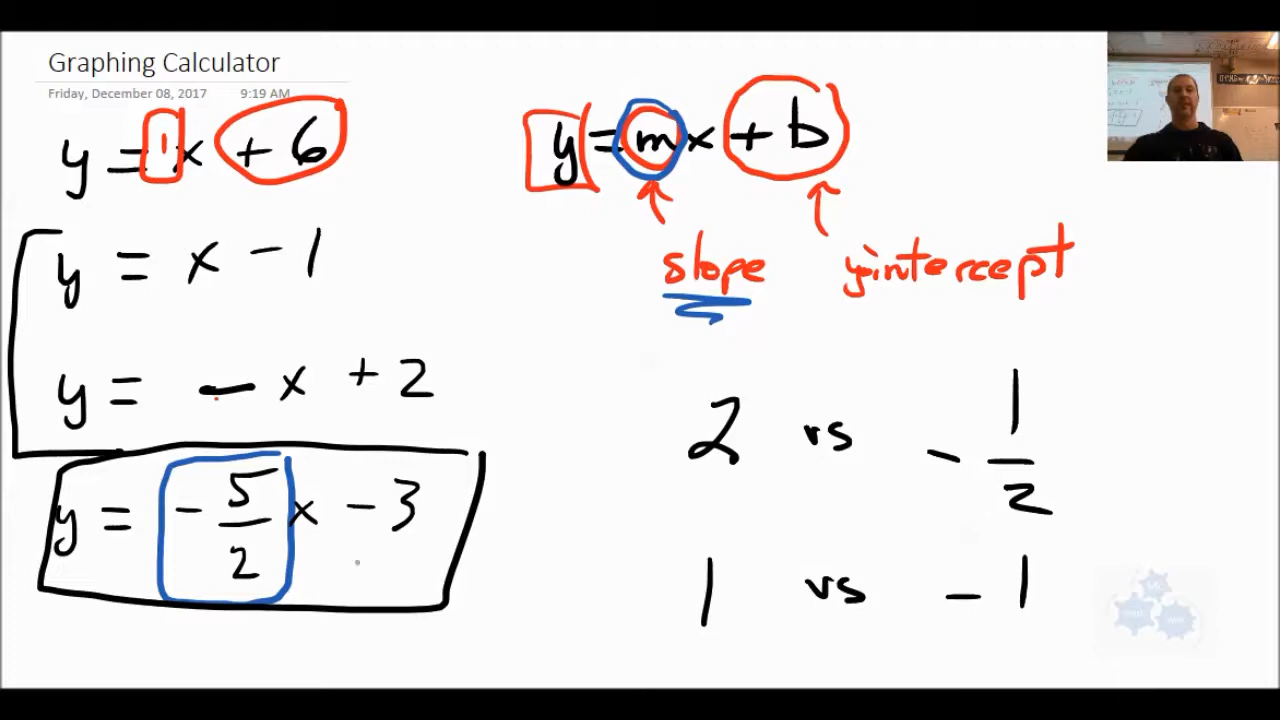 Graphing Calculator
Friday, December 08, 2017 9:19 AM
y = 1x + 6
y = x - 1
y = - x + 2
y = - 5/2 x - 3
y = mx + b
slope
y-intercept
2 vs - 1/2
1 vs - 1